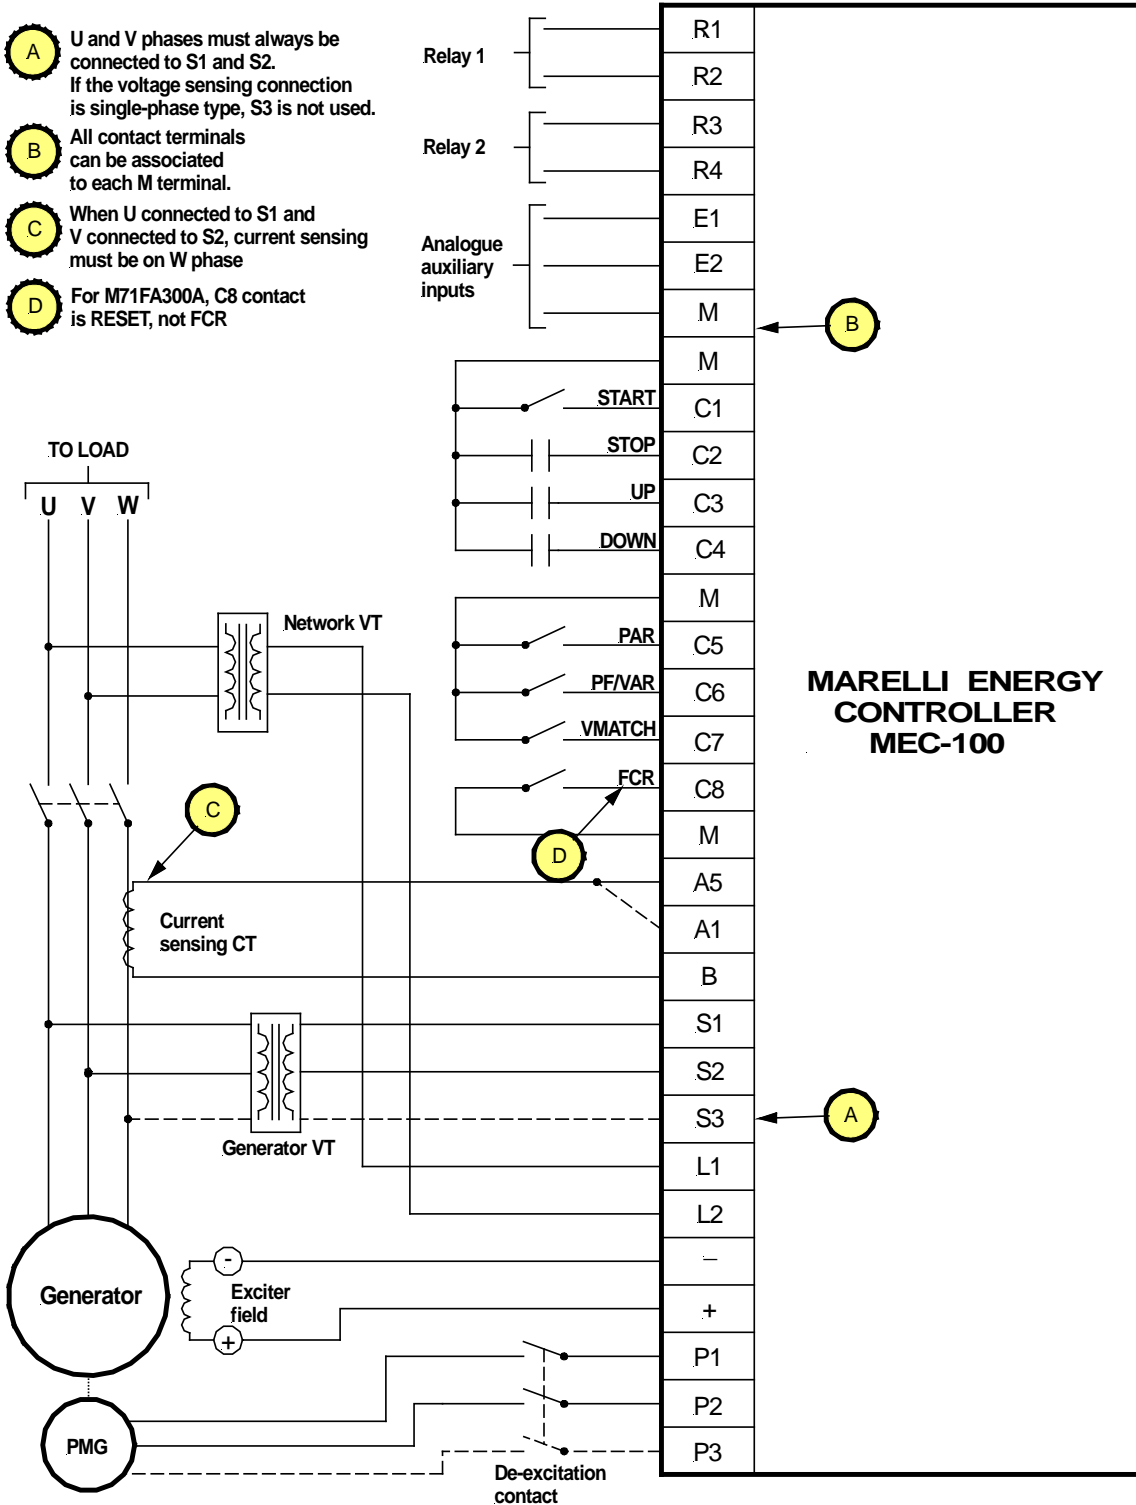 A
U and V phases must always be
connected to S1 and S2.
If the voltage sensing connection
is single-phase type, S3 is not used.
B
All contact terminals
can be associated
to each M terminal.
C
When U connected to S1 and
V connected to S2, current sensing
must be on W phase
D
For M71FA300A, C8 contact
is RESET, not FCR
Relay 1
R1
R2
Relay 2
R3
R4
Analogue
auxiliary
inputs
E1
E2
M
B
M
START
C1
STOP
C2
UP
C3
DOWN
C4
M
PAR
C5
PF/VAR
C6
VMATCH
C7
FCR
C8
D
M
TO LOAD
U V W
Network VT
C
Current
sensing CT
A5
A1
B
S1
S2
S3
A
Generator VT
L1
L2
Generator
-
Exciter
field
+
–
+
P1
P2
P3
PMG
De-excitation
contact
MARELLI ENERGY
CONTROLLER
MEC-100